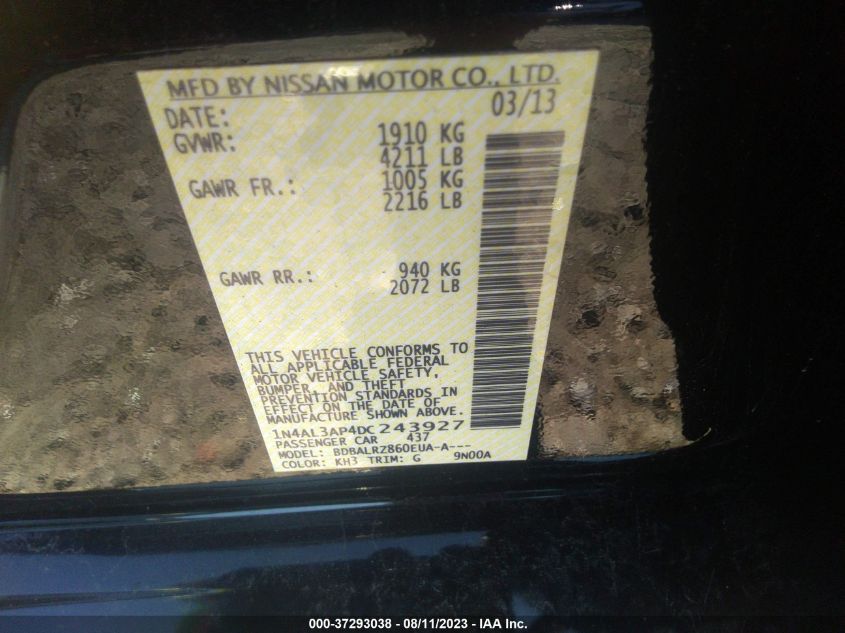 MFD BY NISSAN MOTOR CO., LTD.
DATE: 03/13
GVWR: 1910 KG
4211 LB
GAWR FR.: 1005 KG
2216 LB
GAWR RR.: 940 KG
2072 LB
THIS VEHICLE CONFORMS TO
ALL APPLICABLE FEDERAL
MOTOR VEHICLE SAFETY,
BUMPER, AND THEFT
PREVENTION STANDARDS IN
EFFECT ON THE DATE OF
MANUFACTURE SHOWN ABOVE.
1N4AL3AP4DC243927
PASSENGER CAR 437
MODEL: BDBALRZ860EUA-A---
COLOR: KH3 TRIM: G 9N00A
000-37293038 - 08/11/2023 - IAA Inc.